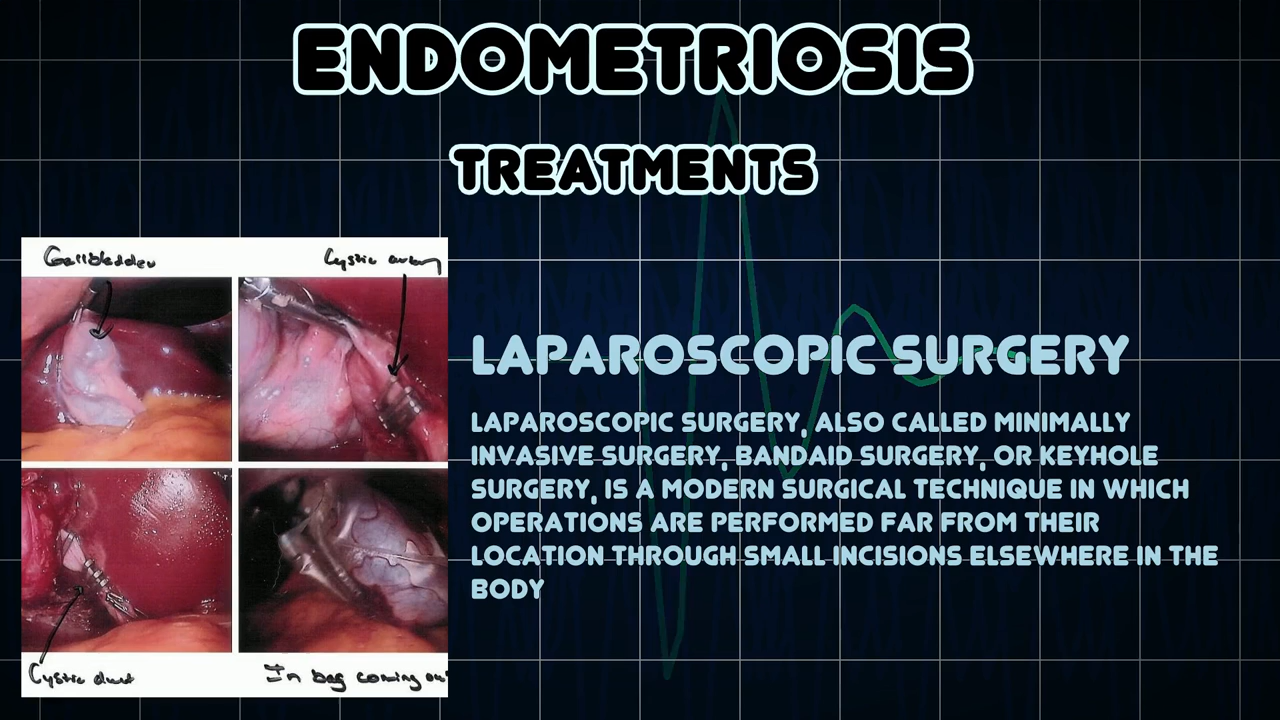 ENDOMETRIOSIS
TREATMENTS
Gallbladder
Cystic artery
Cystic duct
In bag coming out
LAPAROSCOPIC SURGERY
LAPAROSCOPIC SURGERY, ALSO CALLED MINIMALLY
INVASIVE SURGERY, BANDAID SURGERY, OR KEYHOLE
SURGERY, IS A MODERN SURGICAL TECHNIQUE IN WHICH
OPERATIONS ARE PERFORMED FAR FROM THEIR
LOCATION THROUGH SMALL INCISIONS ELSEWHERE IN THE
BODY